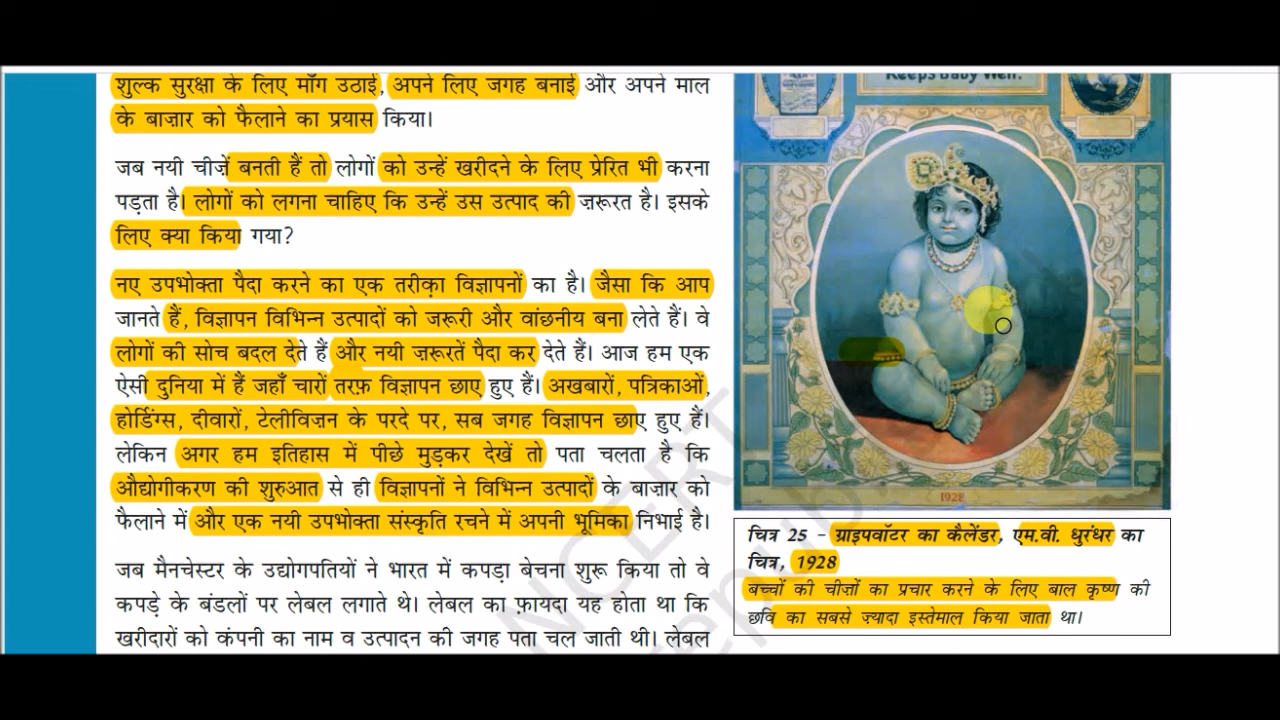 शुल्क सुरक्षा के लिए माँग उठाई, अपने लिए जगह बनाई और अपने माल
के बाज़ार को फैलाने का प्रयास किया।
जब नयी चीज़ें बनती हैं तो लोगों को उन्हें खरीदने के लिए प्रेरित भी करना
पड़ता है। लोगों को लगना चाहिए कि उन्हें उस उत्पाद की ज़रूरत है। इसके
लिए क्या किया गया?
नए उपभोक्ता पैदा करने का एक तरीक़ा विज्ञापनों का है। जैसा कि आप
जानते हैं, विज्ञापन विभिन्न उत्पादों को जरूरी और वांछनीय बना लेते हैं। वे
लोगों की सोच बदल देते हैं और नयी ज़रूरतें पैदा कर देते हैं। आज हम एक
ऐसी दुनिया में हैं जहाँ चारों तरफ़ विज्ञापन छाए हुए हैं। अखबारों, पत्रिकाओं,
होर्डिंग्स, दीवारों, टेलीविज़न के परदे पर, सब जगह विज्ञापन छाए हुए हैं।
लेकिन अगर हम इतिहास में पीछे मुड़कर देखें तो पता चलता है कि
औद्योगीकरण की शुरुआत से ही विज्ञापनों ने विभिन्न उत्पादों के बाज़ार को
फैलाने में और एक नयी उपभोक्ता संस्कृति रचने में अपनी भूमिका निभाई है।
जब मैनचेस्टर के उद्योगपतियों ने भारत में कपड़ा बेचना शुरू किया तो वे
कपड़े के बंडलों पर लेबल लगाते थे। लेबल का फ़ायदा यह होता था कि
खरीदारों को कंपनी का नाम व उत्पादन की जगह पता चल जाती थी। लेबल
Keeps Baby Well.
1928
चित्र 25 – ग्राइपवॉटर का कैलेंडर, एम.वी. धुरंधर का
चित्र, 1928
बच्चों की चीज़ों का प्रचार करने के लिए बाल कृष्ण की
छवि का सबसे ज़्यादा इस्तेमाल किया जाता था।
NCERT